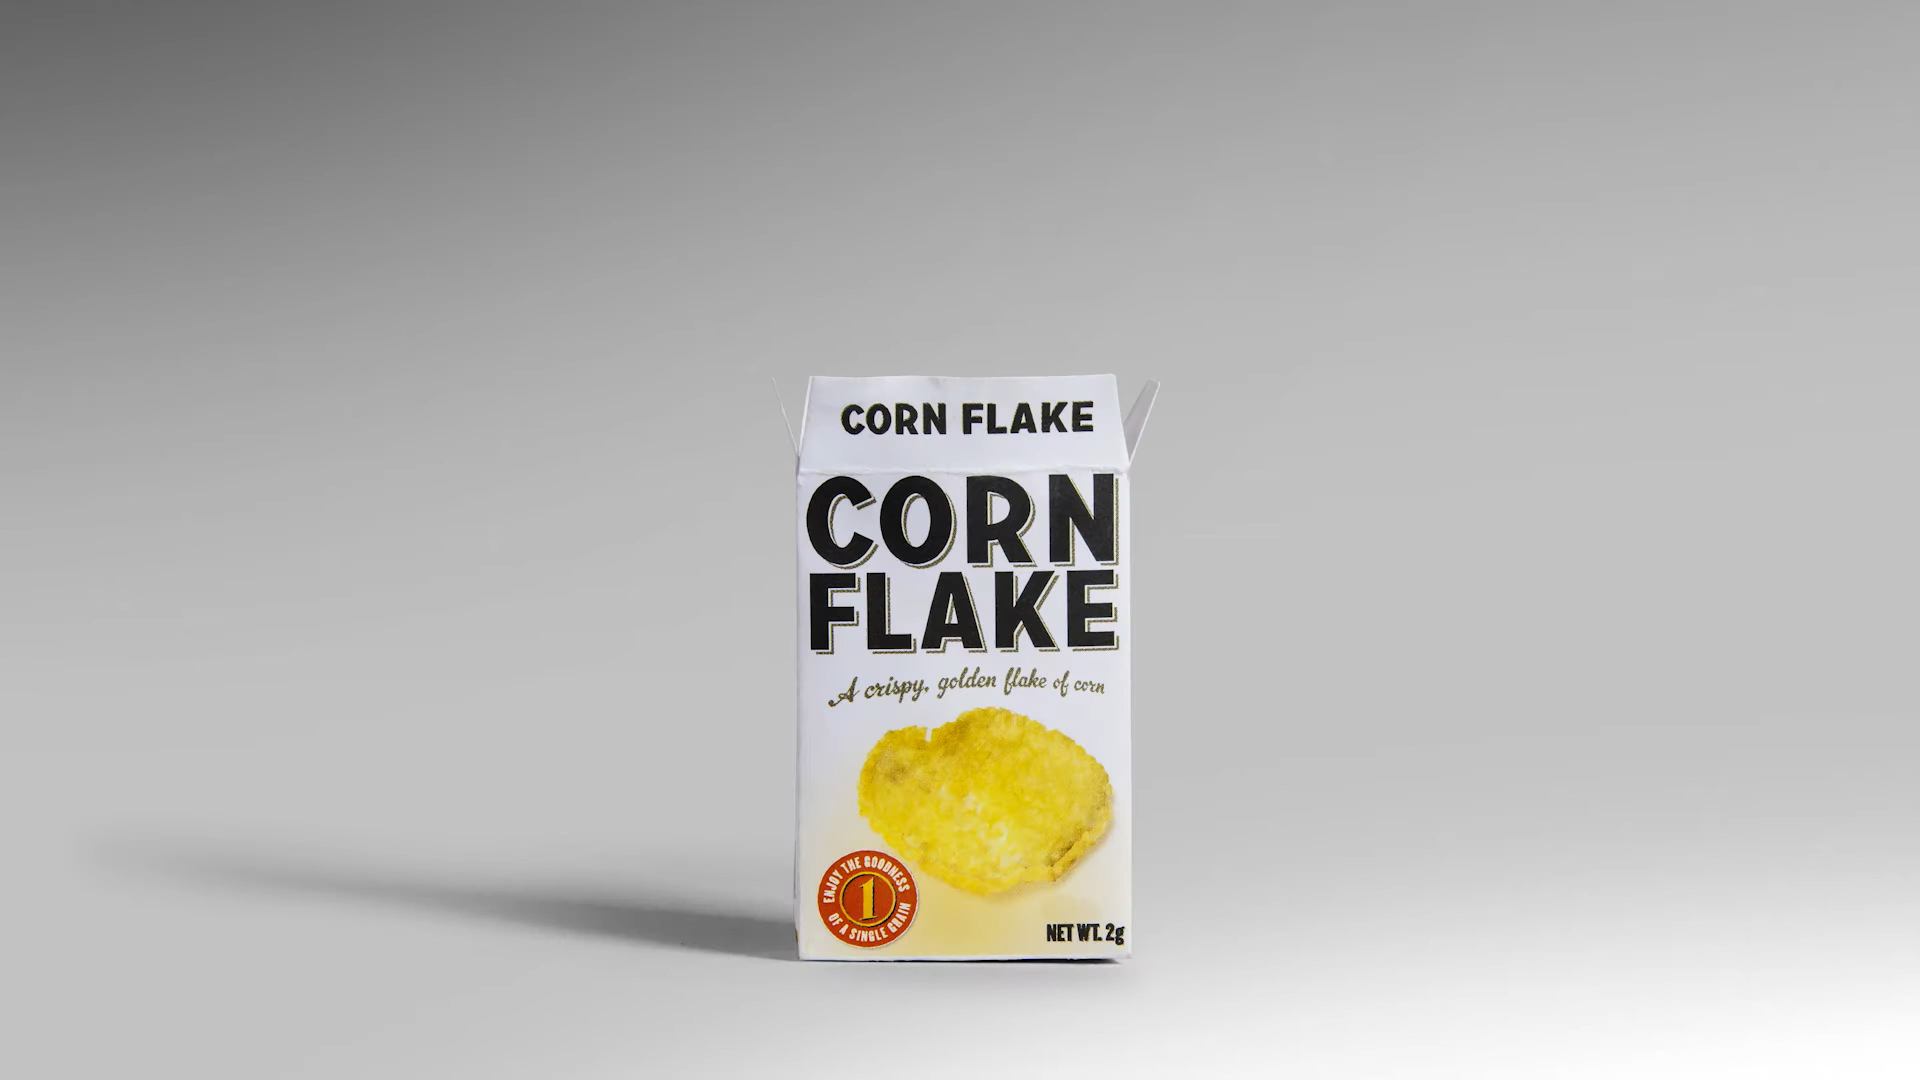 CORN FLAKE
CORN
FLAKE
A crispy, golden flake of corn
ENJOY THE GOODNESS
OF A SINGLE GRAIN
1
NET WT. 2g